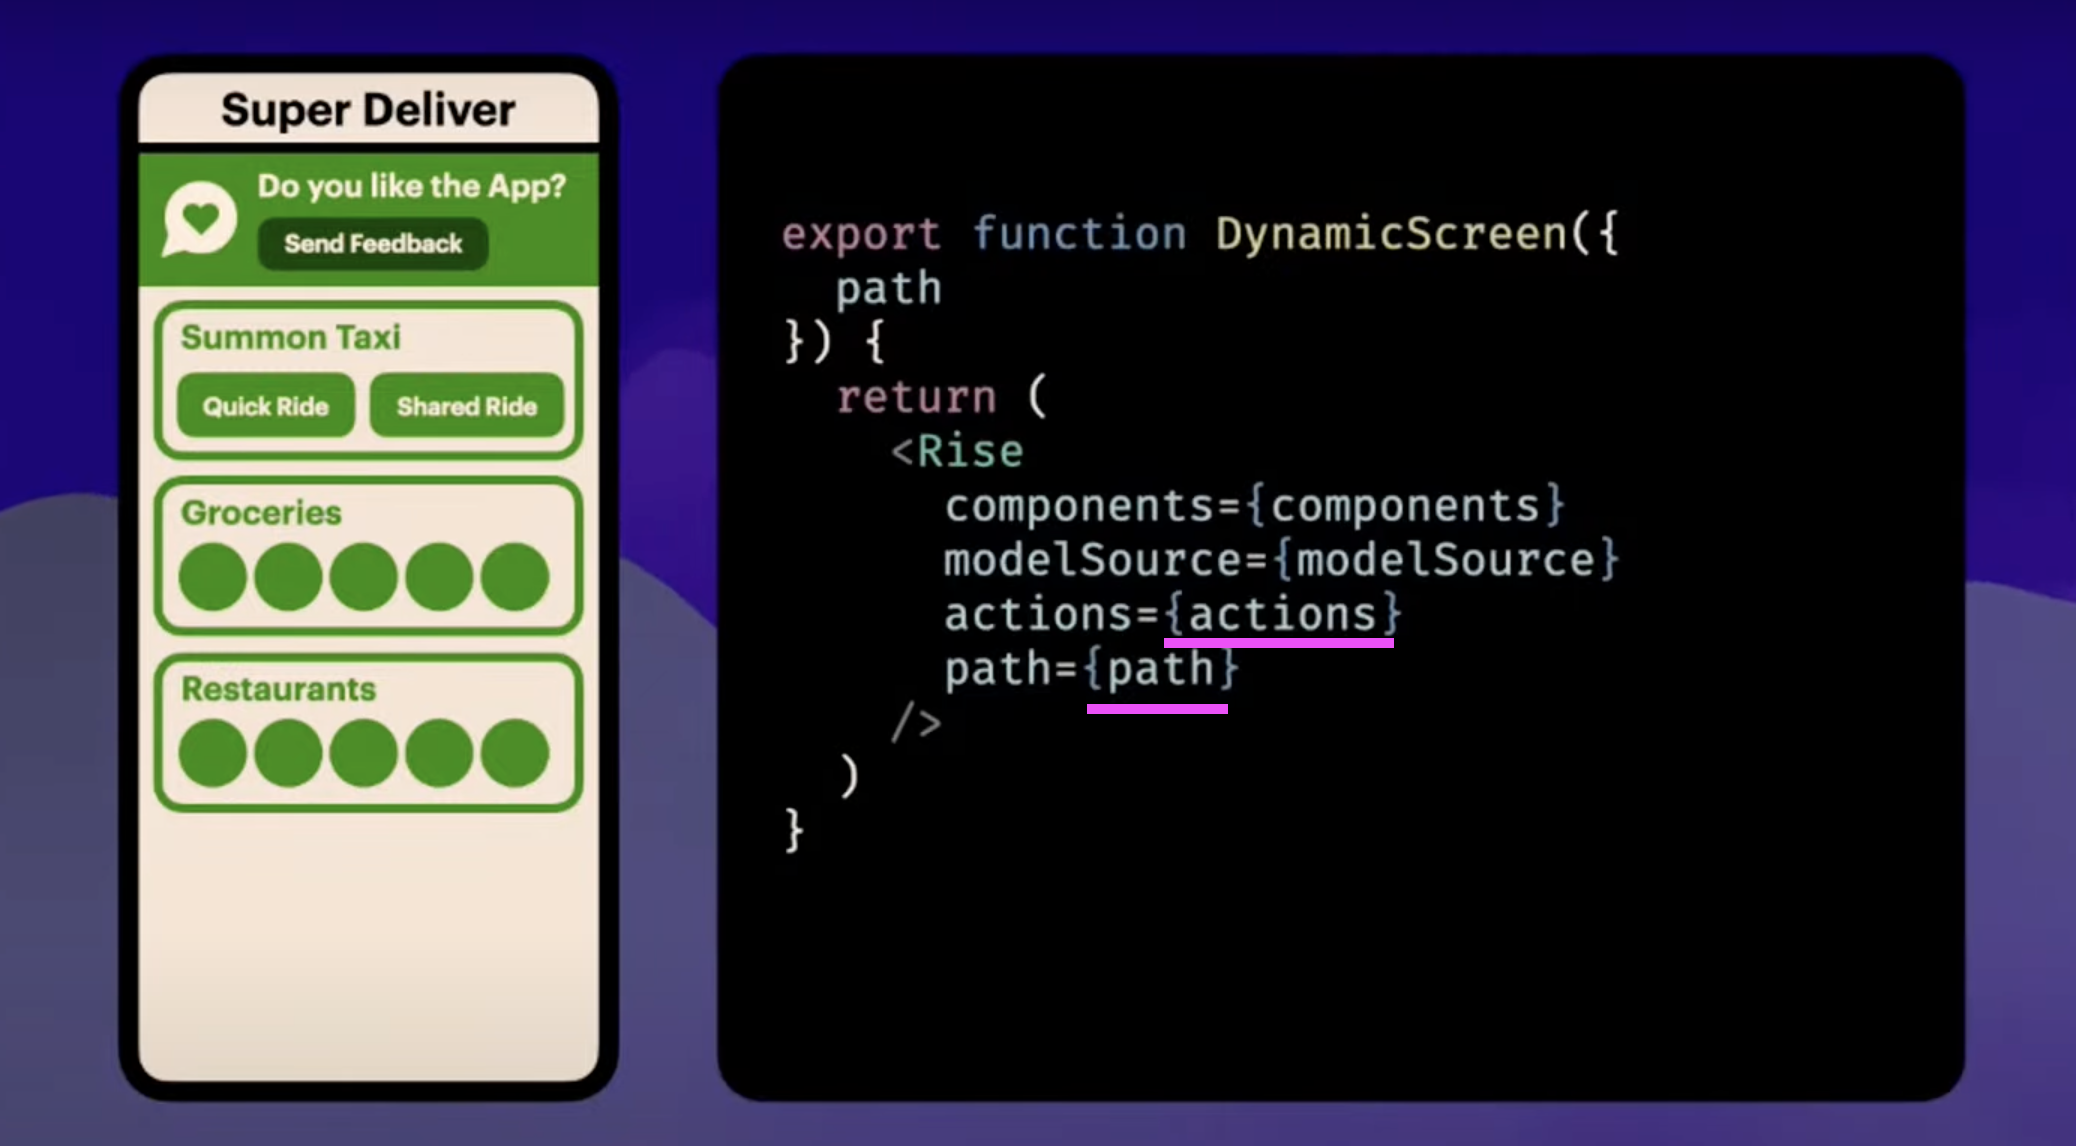 Super Deliver
Do you like the App?
Send Feedback
Summon Taxi
Quick Ride
Shared Ride
Groceries
Restaurants
export function DynamicScreen({
  path
}) {
  return (
    <Rise
      components={components}
      modelSource={modelSource}
      actions={actions}
      path={path}
    />
  )
}